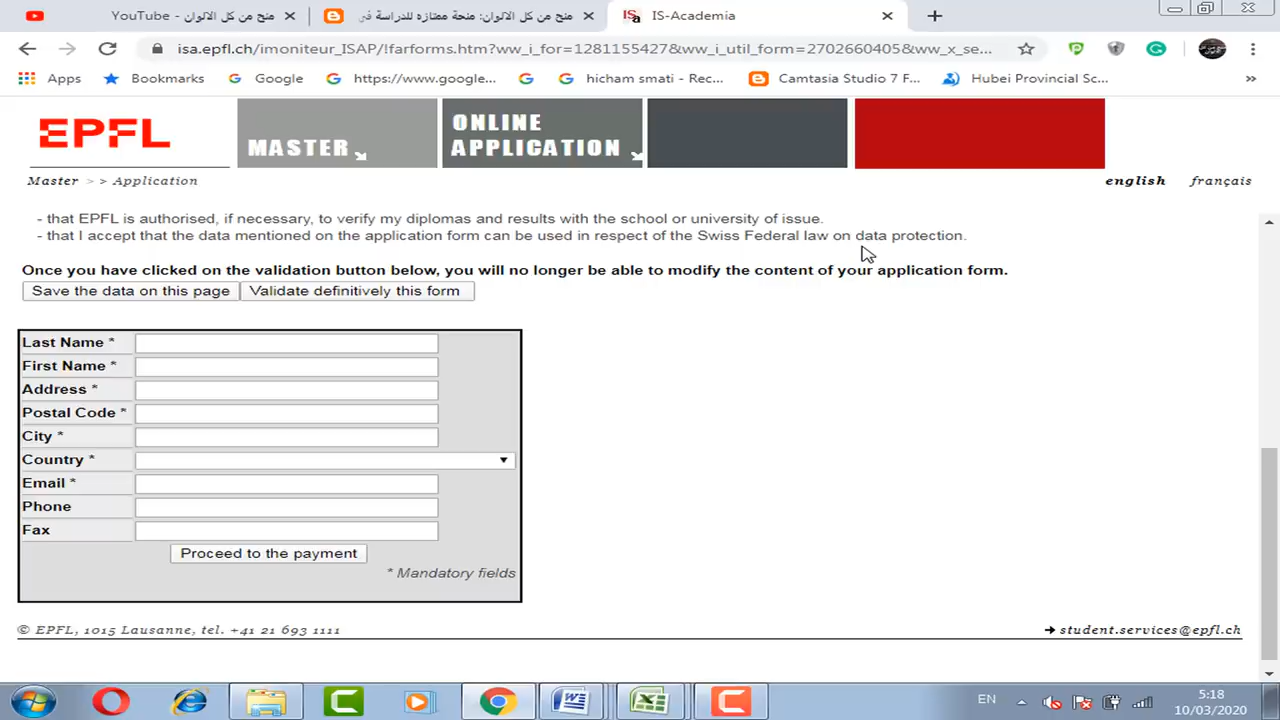 منح من كل الالوان - YouTube
منح من كل الالوان: منحة ممتازه للدراسة في
IS-Academia
isa.epfl.ch/imoniteur_ISAP/!farforms.htm?ww_i_for=1281155427&ww_i_util_form=2702660405&ww_x_se...
Apps Bookmarks Google https://www.google... hicham smati - Rec... Camtasia Studio 7 F... Hubei Provincial Sc... »
EPFL
MASTER
ONLINE
APPLICATION
Master > > Application
english français
- that EPFL is authorised, if necessary, to verify my diplomas and results with the school or university of issue.
- that I accept that the data mentioned on the application form can be used in respect of the Swiss Federal law on data protection.
Once you have clicked on the validation button below, you will no longer be able to modify the content of your application form.
Save the data on this page Validate definitively this form
Last Name *
First Name *
Address *
Postal Code *
City *
Country *
Email *
Phone
Fax
Proceed to the payment
* Mandatory fields
© EPFL, 1015 Lausanne, tel. +41 21 693 1111
student.services@epfl.ch
EN
5:18
10/03/2020